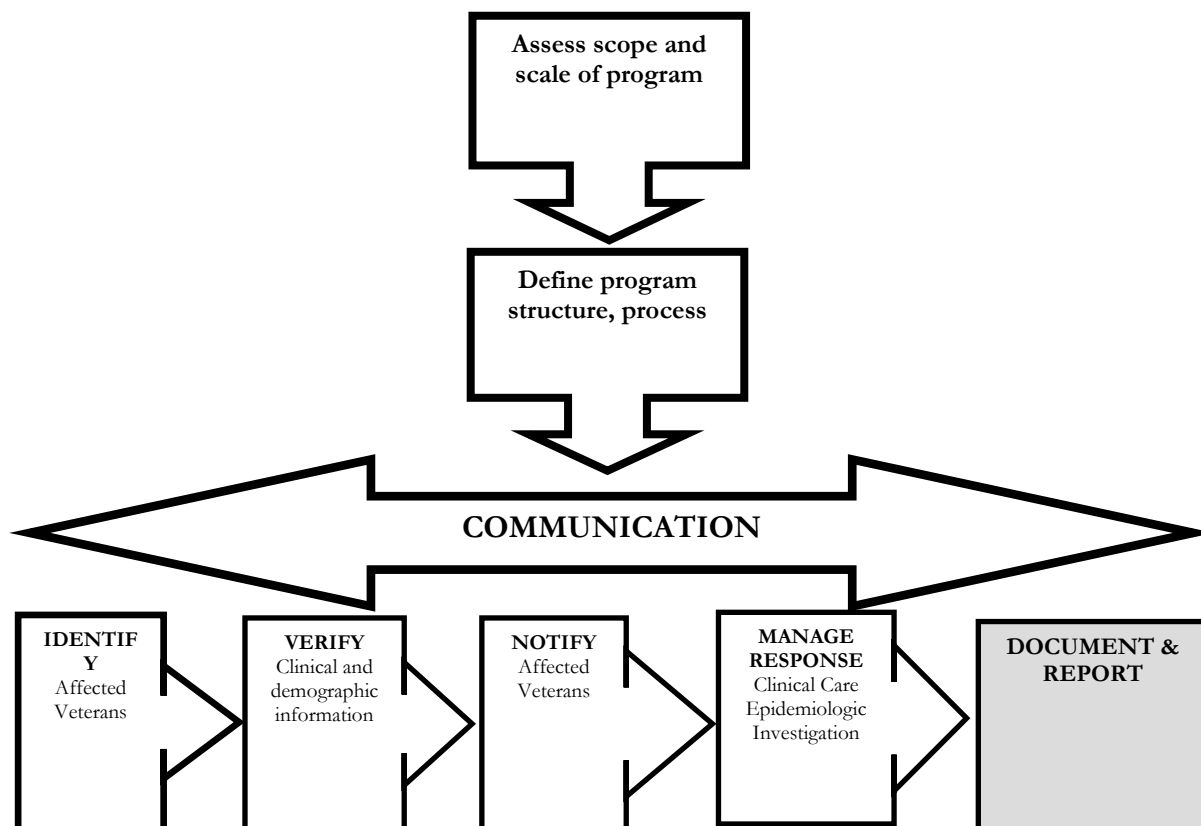 Assess scope and
scale of program
Define program
structure, process
COMMUNICATION
IDENTIF
Y
Affected
Veterans
VERIFY
Clinical and
demographic
information
NOTIFY
Affected
Veterans
MANAGE
RESPONSE
Clinical Care
Epidemiologic
Investigation
DOCUMENT &
REPORT